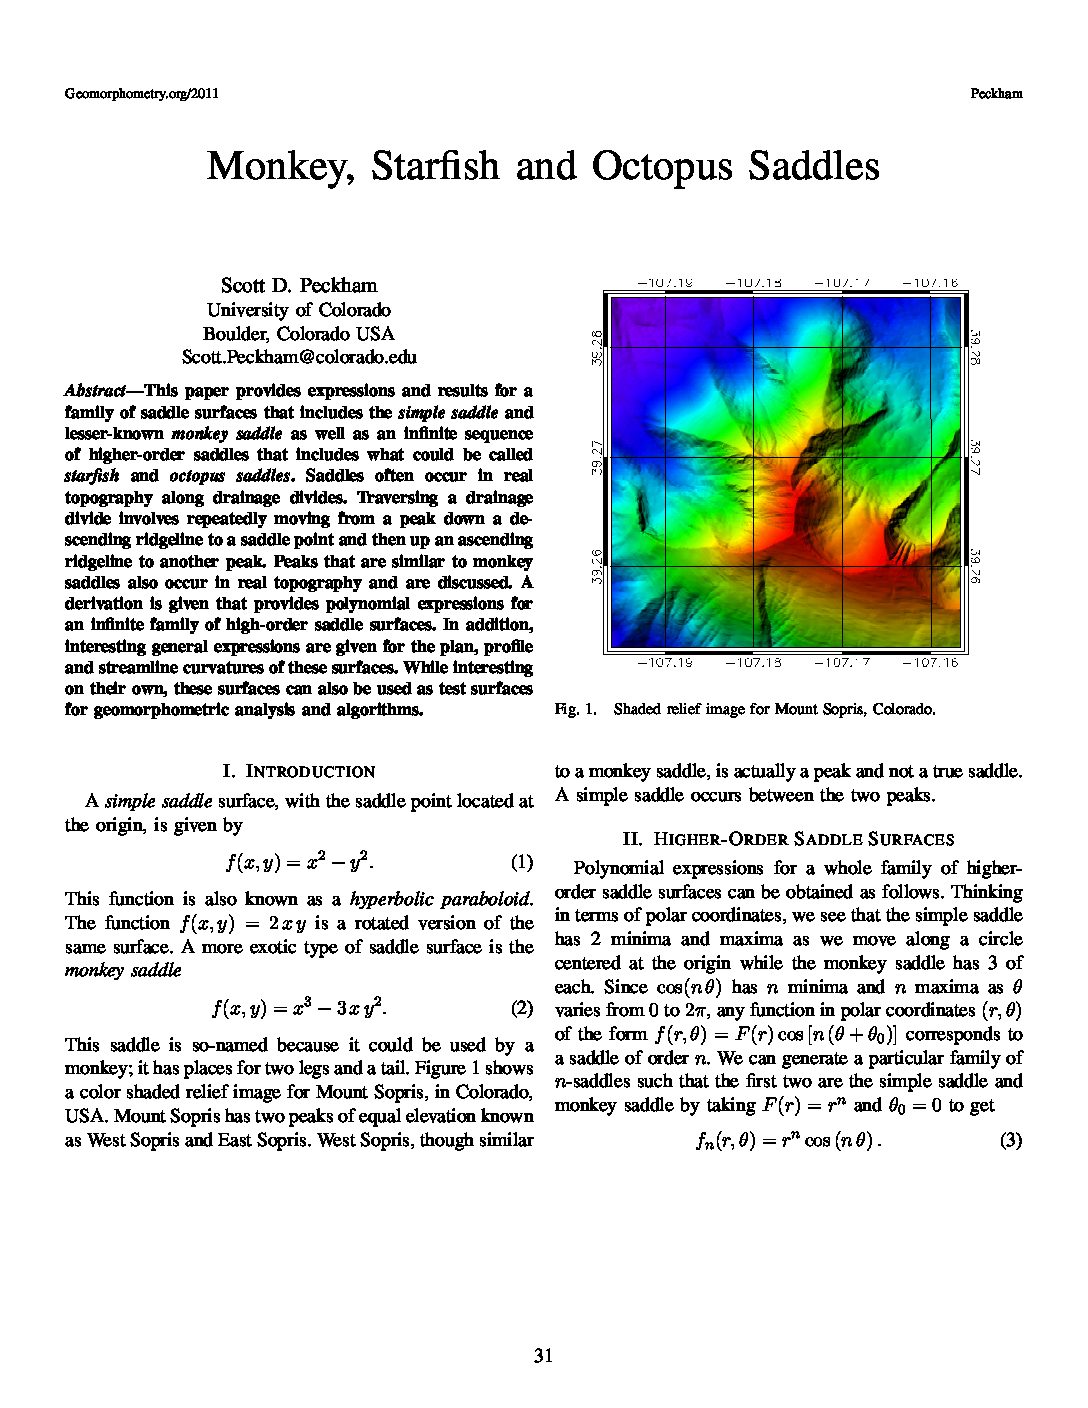 Geomorphometry.org/2011
Peckham
Monkey, Starfish and Octopus Saddles
Scott D. Peckham
University of Colorado
Boulder, Colorado USA
Scott.Peckham@colorado.edu
Abstract—This paper provides expressions and results for a
family of saddle surfaces that includes the simple saddle and
lesser-known monkey saddle as well as an infinite sequence
of higher-order saddles that includes what could be called
starfish and octopus saddles. Saddles often occur in real
topography along drainage divides. Traversing a drainage
divide involves repeatedly moving from a peak down a de-
scending ridgeline to a saddle point and then up an ascending
ridgeline to another peak. Peaks that are similar to monkey
saddles also occur in real topography and are discussed. A
derivation is given that provides polynomial expressions for
an infinite family of high-order saddle surfaces. In addition,
interesting general expressions are given for the plan, profile
and streamline curvatures of these surfaces. While interesting
on their own, these surfaces can also be used as test surfaces
for geomorphometric analysis and algorithms.
I. INTRODUCTION
A simple saddle surface, with the saddle point located at
the origin, is given by
f(x, y) = x² − y². (1)
This function is also known as a hyperbolic paraboloid.
The function f(x, y) = 2 x y is a rotated version of the
same surface. A more exotic type of saddle surface is the
monkey saddle
f(x, y) = x³ − 3 x y². (2)
This saddle is so-named because it could be used by a
monkey; it has places for two legs and a tail. Figure 1 shows
a color shaded relief image for Mount Sopris, in Colorado,
USA. Mount Sopris has two peaks of equal elevation known
as West Sopris and East Sopris. West Sopris, though similar
−107.19 −107.18 −107.17 −107.16
39.28 39.28
39.27 39.27
39.26 39.26
−107.19 −107.18 −107.17 −107.16
Fig. 1. Shaded relief image for Mount Sopris, Colorado.
to a monkey saddle, is actually a peak and not a true saddle.
A simple saddle occurs between the two peaks.
II. HIGHER-ORDER SADDLE SURFACES
Polynomial expressions for a whole family of higher-
order saddle surfaces can be obtained as follows. Thinking
in terms of polar coordinates, we see that the simple saddle
has 2 minima and maxima as we move along a circle
centered at the origin while the monkey saddle has 3 of
each. Since cos(n θ) has n minima and n maxima as θ
varies from 0 to 2π, any function in polar coordinates (r, θ)
of the form f(r, θ) = F(r) cos [n (θ + θ₀)] corresponds to
a saddle of order n. We can generate a particular family of
n-saddles such that the first two are the simple saddle and
monkey saddle by taking F(r) = rⁿ and θ₀ = 0 to get
fₙ(r, θ) = rⁿ cos (n θ) . (3)
31